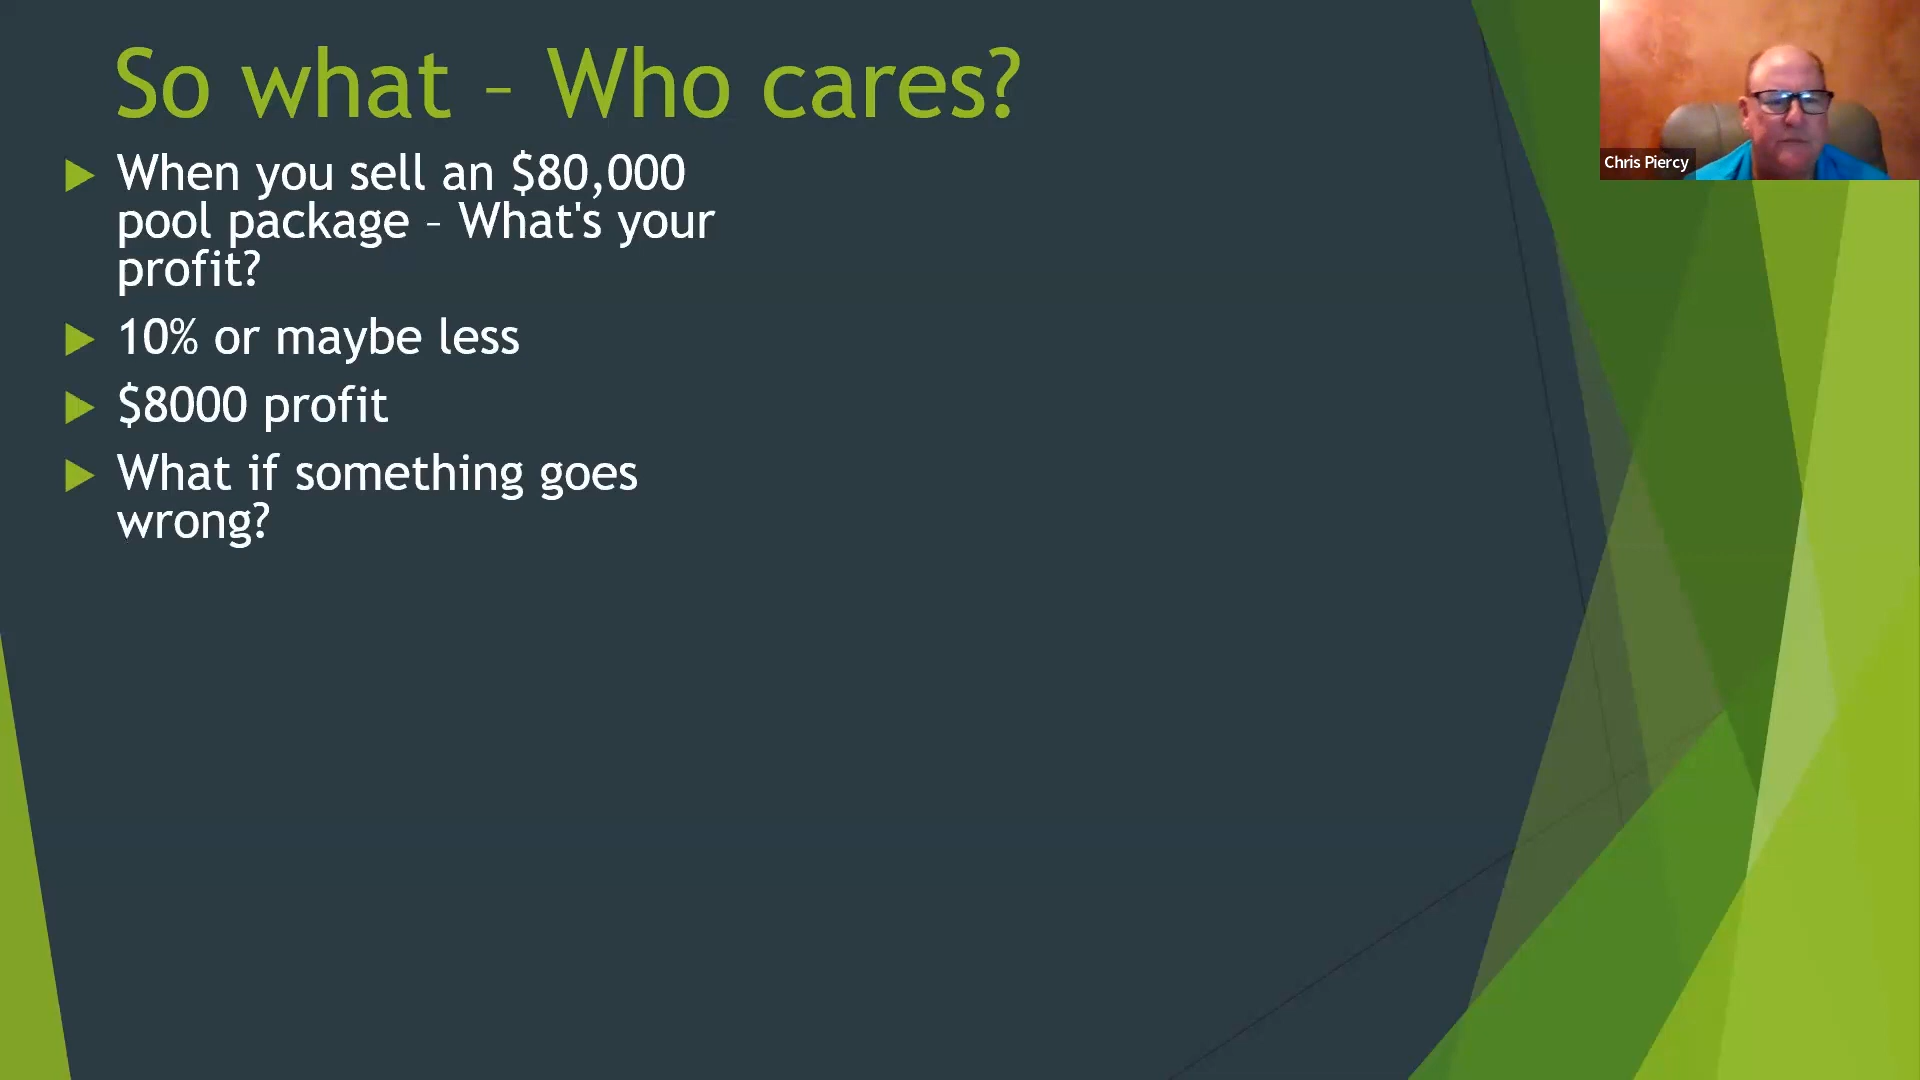 So what – Who cares?
When you sell an $80,000
pool package – What's your
profit?
10% or maybe less
$8000 profit
What if something goes
wrong?
Chris Piercy